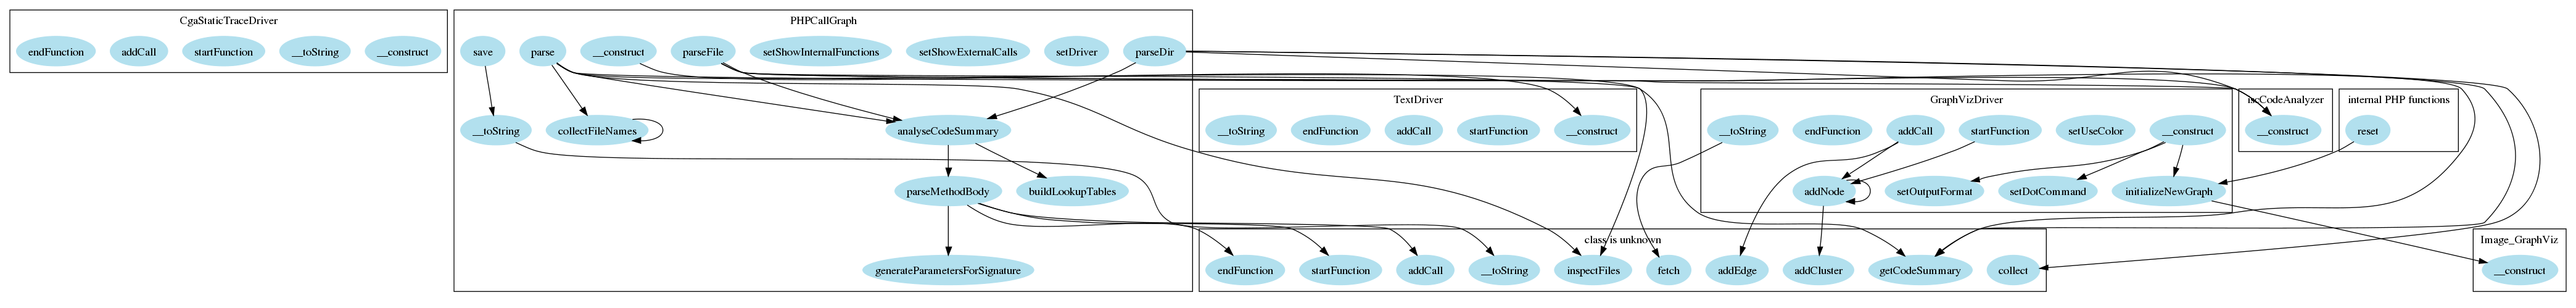 CgaStaticTraceDriver
endFunction
addCall
startFunction
__toString
__construct
PHPCallGraph
save
parse
__construct
parseFile
setShowInternalFunctions
setShowExternalCalls
setDriver
parseDir
__toString
collectFileNames
analyseCodeSummary
parseMethodBody
buildLookupTables
generateParametersForSignature
TextDriver
__toString
endFunction
addCall
startFunction
__construct
GraphVizDriver
__toString
endFunction
addCall
startFunction
setUseColor
__construct
addNode
setOutputFormat
setDotCommand
initializeNewGraph
iscCodeAnalyzer
__construct
internal PHP functions
reset
class is unknown
endFunction
startFunction
addCall
__toString
inspectFiles
fetch
addEdge
addCluster
getCodeSummary
collect
Image_GraphViz
__construct